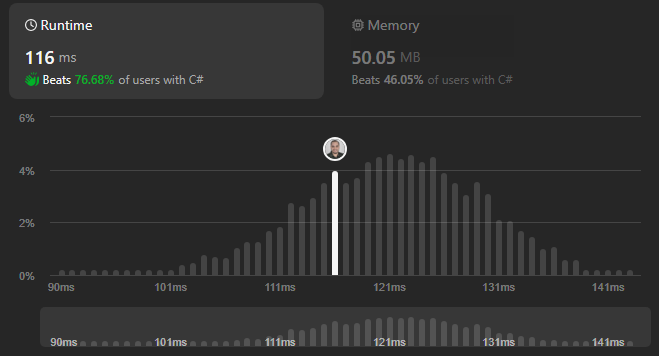 Runtime
116 ms
Beats 76.68% of users with C#
Memory
50.05 MB
Beats 46.05% of users with C#
6%
4%
2%
0%
90ms 101ms 111ms 121ms 131ms 141ms
90ms 101ms 111ms 121ms 131ms 141ms